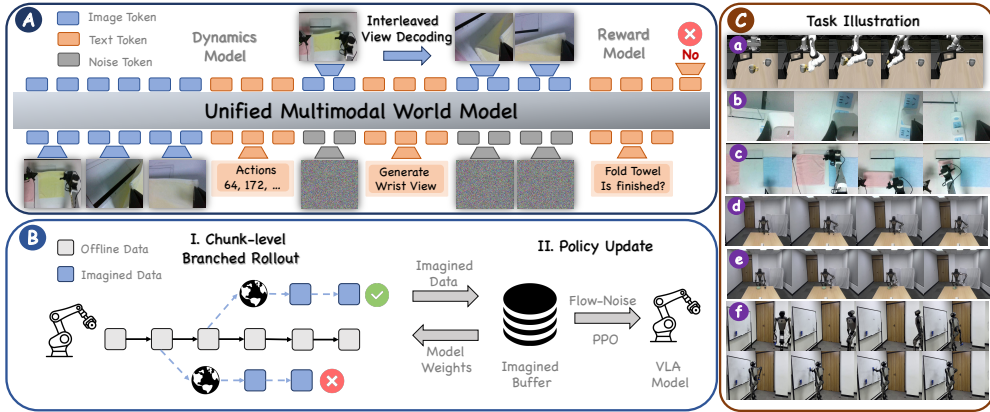 A
Image Token
Text Token
Noise Token
Dynamics
Model
Interleaved
View Decoding
Reward
Model
No
Unified Multimodal World Model
Actions
64, 172, ...
Generate
Wrist View
Fold Towel
Is finished?
B
Offline Data
Imagined Data
I. Chunk-level
Branched Rollout
Imagined
Data
Model
Weights
II. Policy Update
Imagined
Buffer
Flow-Noise
PPO
VLA
Model
C
Task Illustration
a
b
c
d
e
f